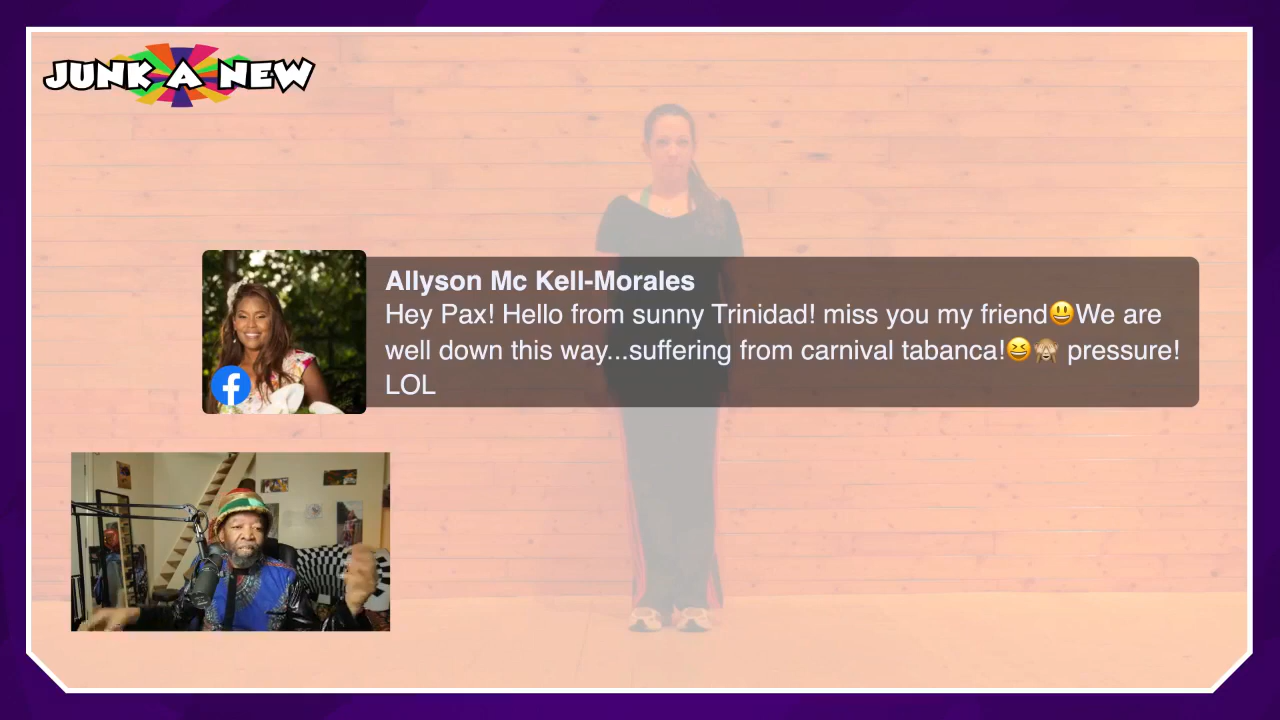 JUNK A NEW
Allyson Mc Kell-Morales
Hey Pax! Hello from sunny Trinidad! miss you my friend😃We are
well down this way...suffering from carnival tabanca!😆🙈 pressure!
LOL